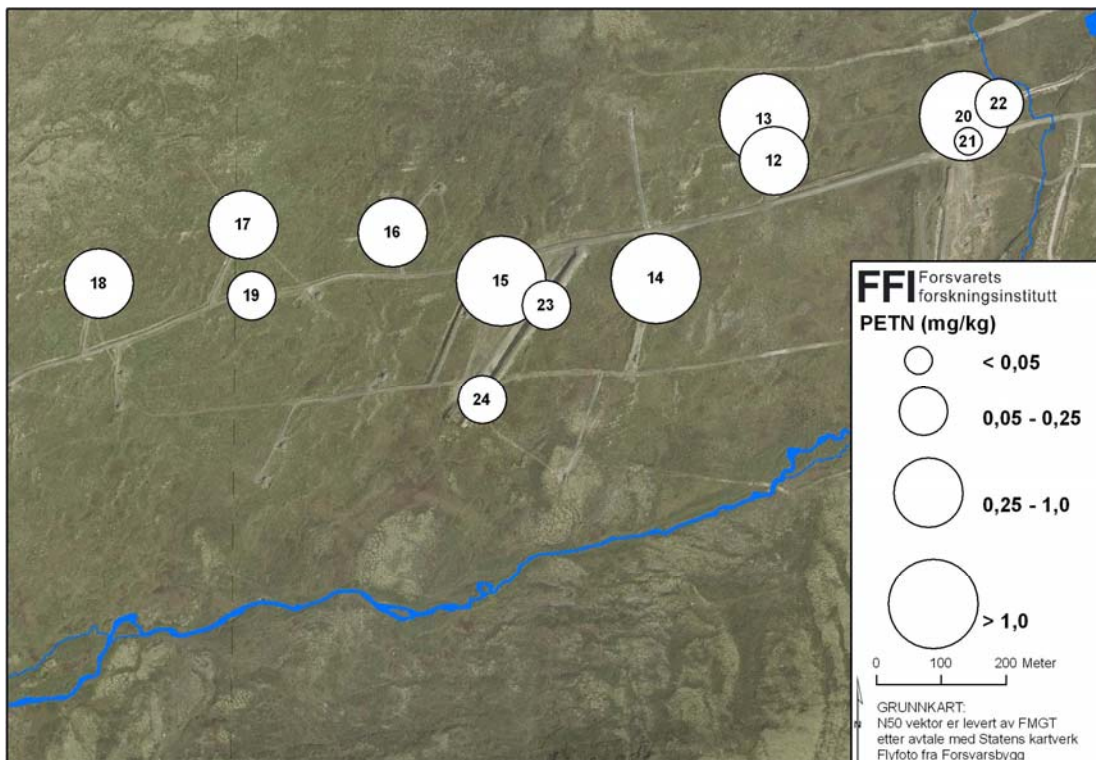 20
22
13
21
12
17
16
18
15
14
19
23
24
FFI Forsvarets
forskningsinstitutt
PETN (mg/kg)
< 0,05
0,05 - 0,25
0,25 - 1,0
> 1,0
0 100 200 Meter
N
GRUNNKART:
N50 vektor er levert av FMGT
etter avtale med Statens kartverk
Flyfoto fra Forsvarsbygg